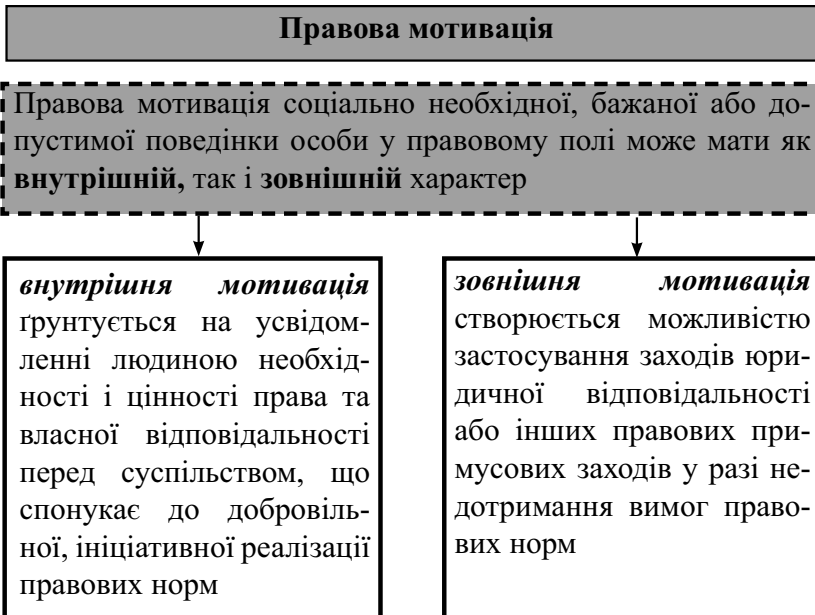 Правова мотивація
Правова мотивація соціально необхідної, бажаної або до-
пустимої поведінки особи у правовому полі може мати як
внутрішній, так і зовнішній характер
внутрішня мотивація
ґрунтується на усвідом-
ленні людиною необхід-
ності і цінності права та
власної відповідальності
перед суспільством, що
спонукає до добровіль-
ної, ініціативної реалізації
правових норм
зовнішня мотивація
створюється можливістю
застосування заходів юри-
дичної відповідальності
або інших правових при-
мусових заходів у разі не-
дотримання вимог право-
вих норм